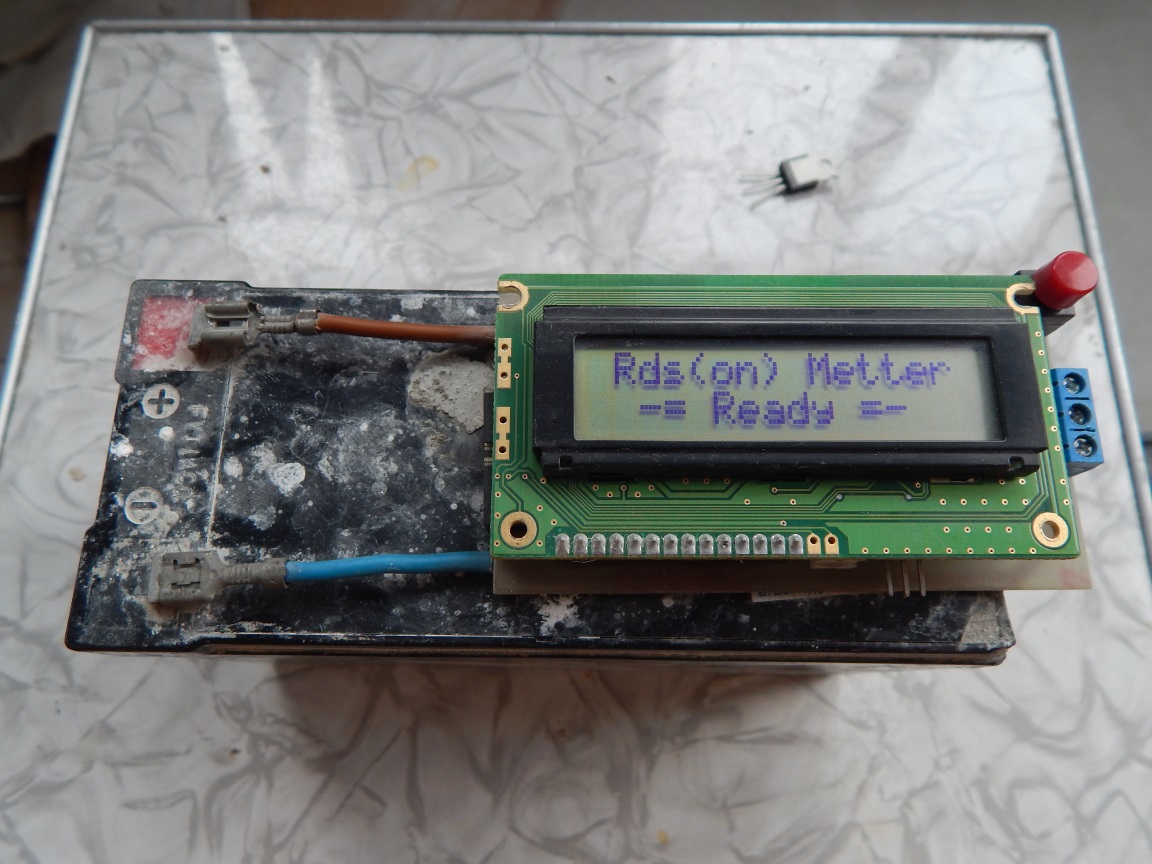 Rds(on) Metter
-= Ready =-